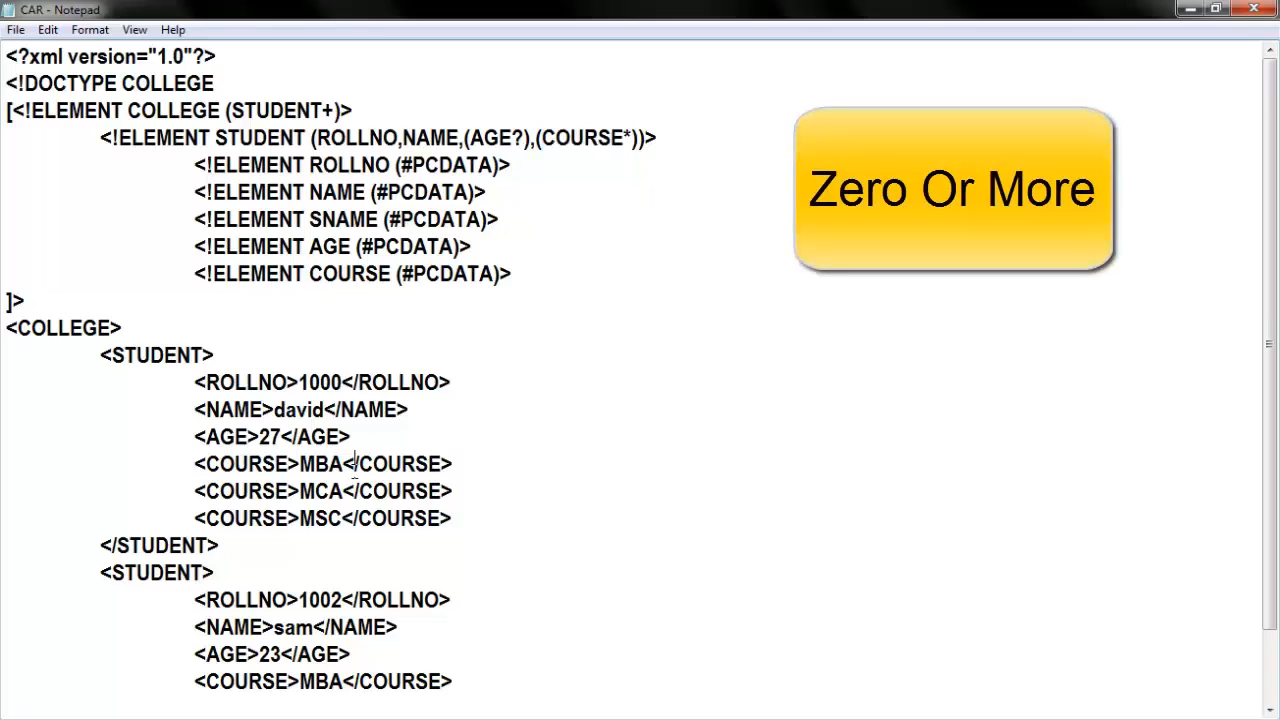 CAR - Notepad
File Edit Format View Help
<?xml version="1.0"?>
<!DOCTYPE COLLEGE
[<!ELEMENT COLLEGE (STUDENT+)>
<!ELEMENT STUDENT (ROLLNO,NAME,(AGE?),(COURSE*))>
<!ELEMENT ROLLNO (#PCDATA)>
<!ELEMENT NAME (#PCDATA)>
<!ELEMENT SNAME (#PCDATA)>
<!ELEMENT AGE (#PCDATA)>
<!ELEMENT COURSE (#PCDATA)>
]>
<COLLEGE>
<STUDENT>
<ROLLNO>1000</ROLLNO>
<NAME>david</NAME>
<AGE>27</AGE>
<COURSE>MBA</COURSE>
<COURSE>MCA</COURSE>
<COURSE>MSC</COURSE>
</STUDENT>
<STUDENT>
<ROLLNO>1002</ROLLNO>
<NAME>sam</NAME>
<AGE>23</AGE>
<COURSE>MBA</COURSE>
Zero Or More